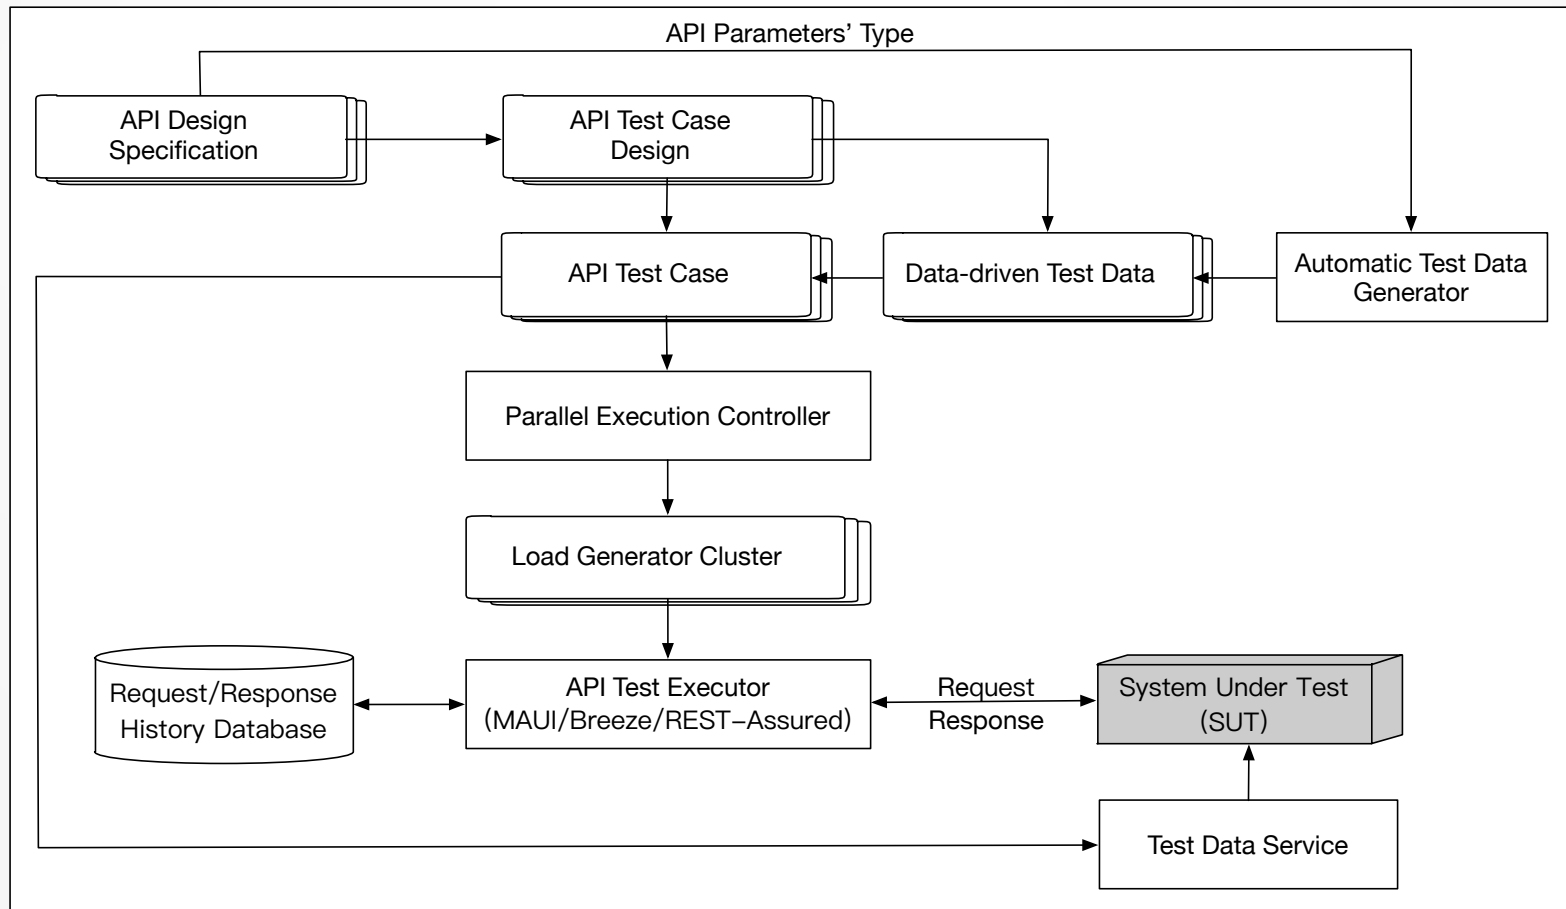 API Parameters’ Type
API Design
Specification
API Test Case
Design
API Test Case
Data-driven Test Data
Automatic Test Data
Generator
Parallel Execution Controller
Load Generator Cluster
Request/Response
History Database
API Test Executor
(MAUI/Breeze/REST–Assured)
Request
Response
System Under Test
(SUT)
Test Data Service